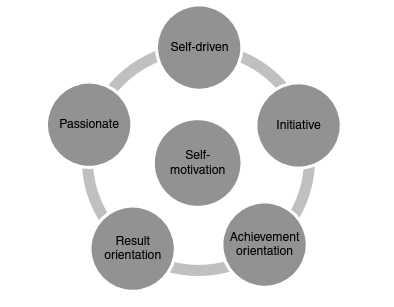 Self-driven
Passionate
Initiative
Self-
motivation
Result
orientation
Achievement
orientation